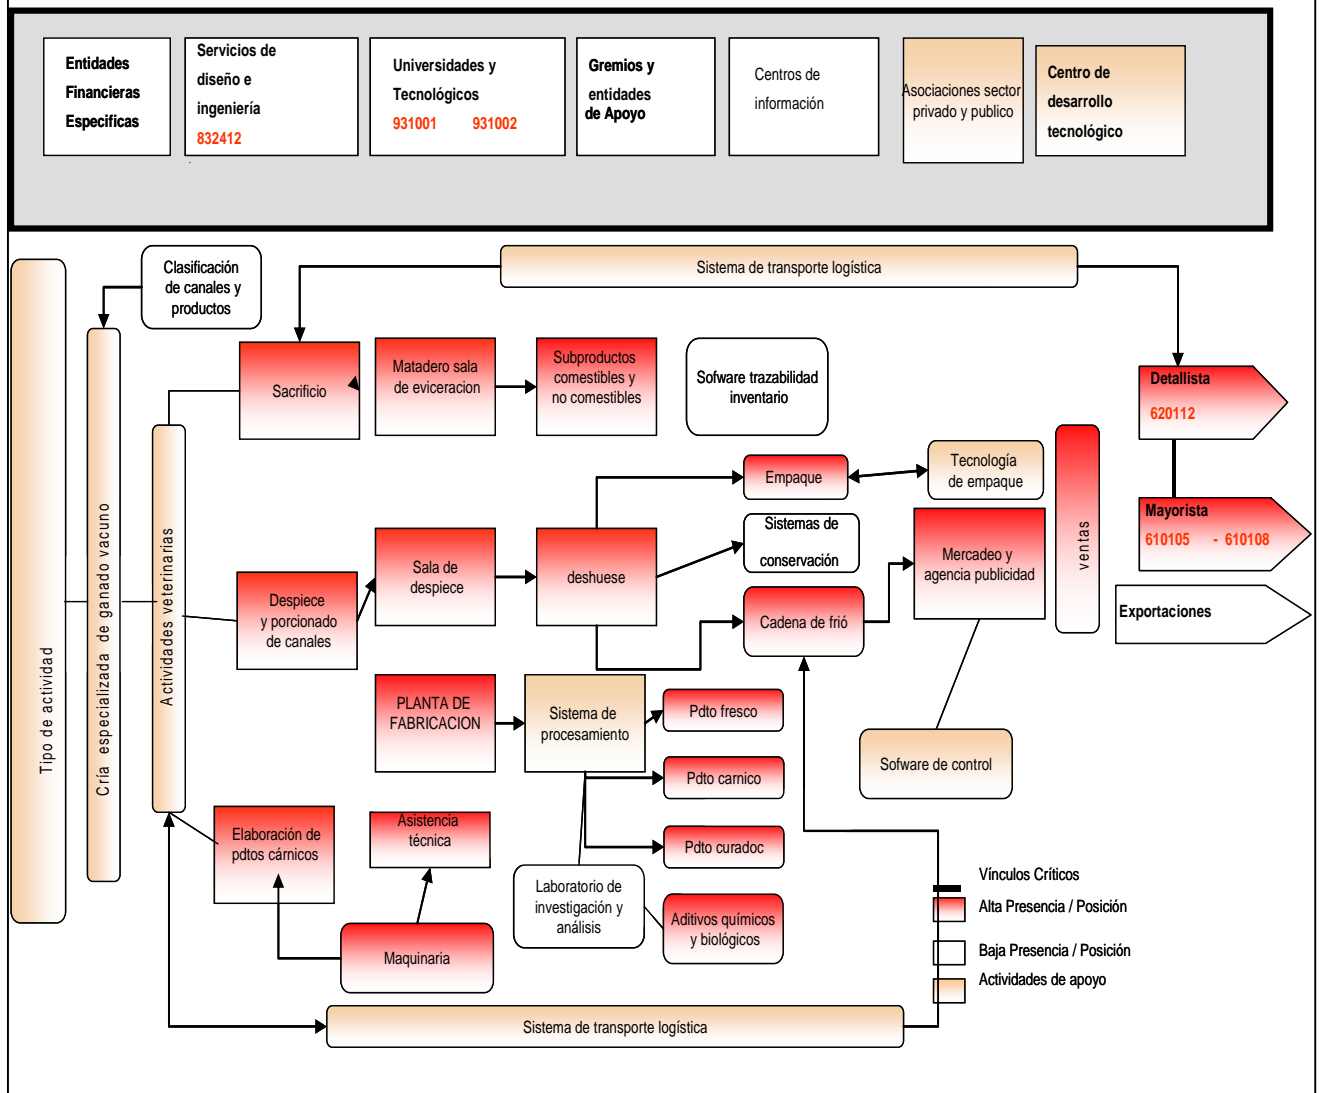 Entidades
Financieras
Especificas
Servicios de
diseño e
ingeniería
832412
Universidades y
Tecnológicos
931001 931002
Gremios y
entidades
de Apoyo
Centros de
información
Asociaciones sector
privado y publico
Centro de
desarrollo
tecnológico
Clasificación
de canales y
productos
Sistema de transporte logística
Tipo de actividad
Cría especializada de ganado vacuno
Actividades veterinarias
Sacrificio
Matadero sala
de eviceracion
Subproductos
comestibles y
no comestibles
Sofware trazabilidad
inventario
Detallista
620112
Empaque
Tecnología
de empaque
ventas
Mayorista
610105 - 610108
Sistemas de
conservación
Despiece
y porcionado
de canales
Sala de
despiece
deshuese
Mercadeo y
agencia publicidad
Cadena de frió
Exportaciones
PLANTA DE
FABRICACION
Sistema de
procesamiento
Pdto fresco
Pdto carnico
Pdto curadoc
Sofware de control
Elaboración de
pdtos cárnicos
Asistencia
técnica
Maquinaria
Laboratorio de
investigación y
análisis
Aditivos químicos
y biológicos
Vínculos Críticos
Alta Presencia / Posición
Baja Presencia / Posición
Actividades de apoyo
Sistema de transporte logística